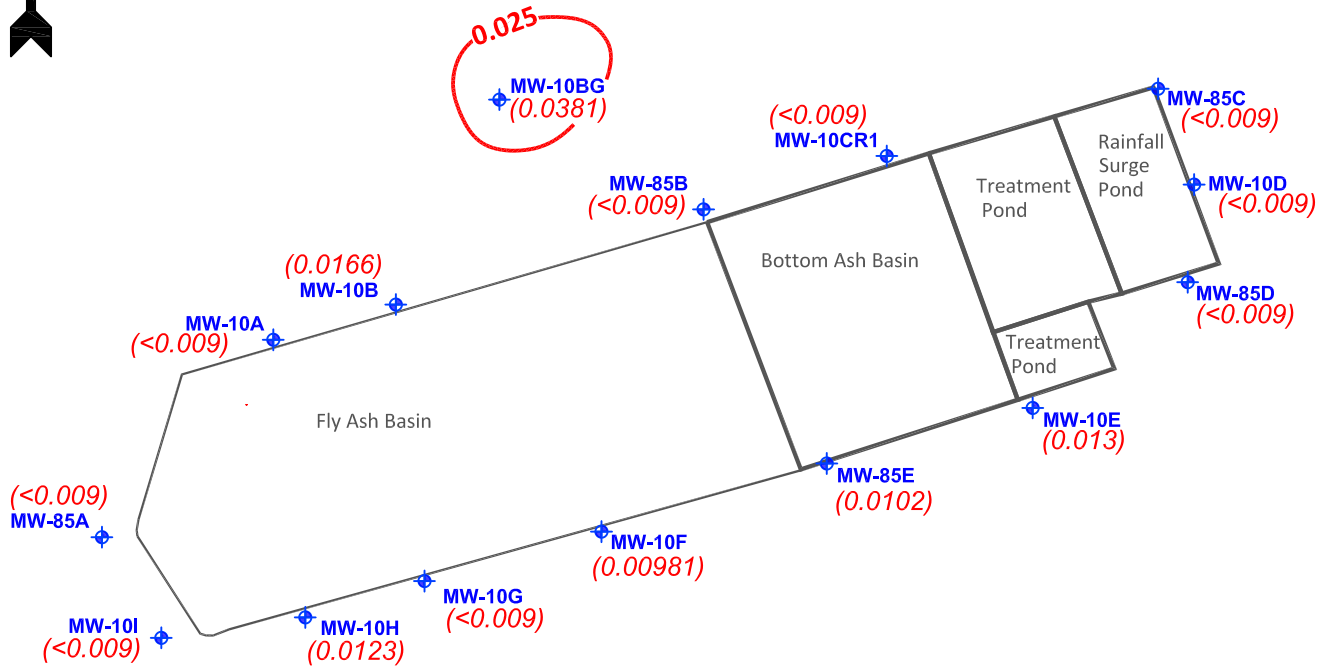 0.025
MW-10BG
(0.0381)
MW-85C
(<0.009)
(<0.009)
MW-10CR1
Rainfall
Surge
Pond
Treatment
Pond
MW-10D
(<0.009)
MW-85B
(<0.009)
Bottom Ash Basin
(0.0166)
MW-10B
MW-85D
(<0.009)
MW-10A
(<0.009)
Treatment
Pond
Fly Ash Basin
MW-10E
(0.013)
MW-85E
(0.0102)
(<0.009)
MW-85A
MW-10F
(0.00981)
MW-10G
(<0.009)
MW-10H
(0.0123)
MW-10I
(<0.009)